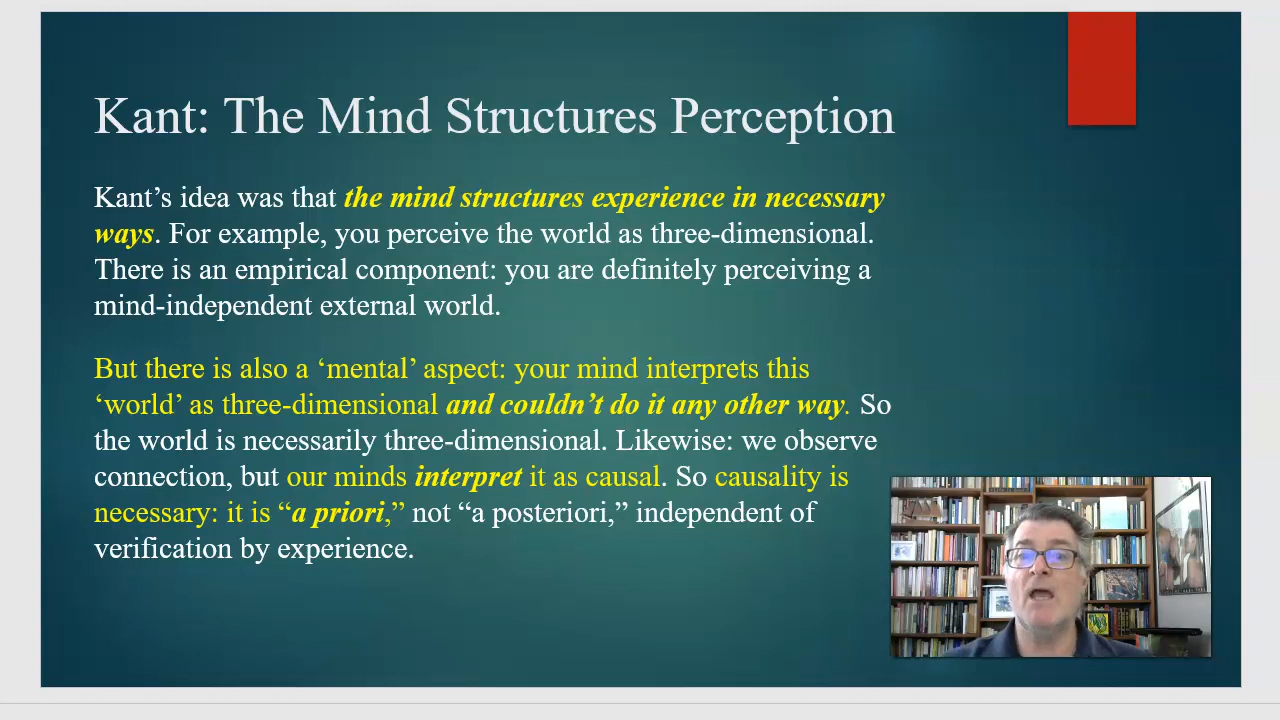 Kant: The Mind Structures Perception
Kant’s idea was that the mind structures experience in necessary
ways. For example, you perceive the world as three-dimensional.
There is an empirical component: you are definitely perceiving a
mind-independent external world.
But there is also a ‘mental’ aspect: your mind interprets this
‘world’ as three-dimensional and couldn’t do it any other way. So
the world is necessarily three-dimensional. Likewise: we observe
connection, but our minds interpret it as causal. So causality is
necessary: it is “a priori,” not “a posteriori,” independent of
verification by experience.